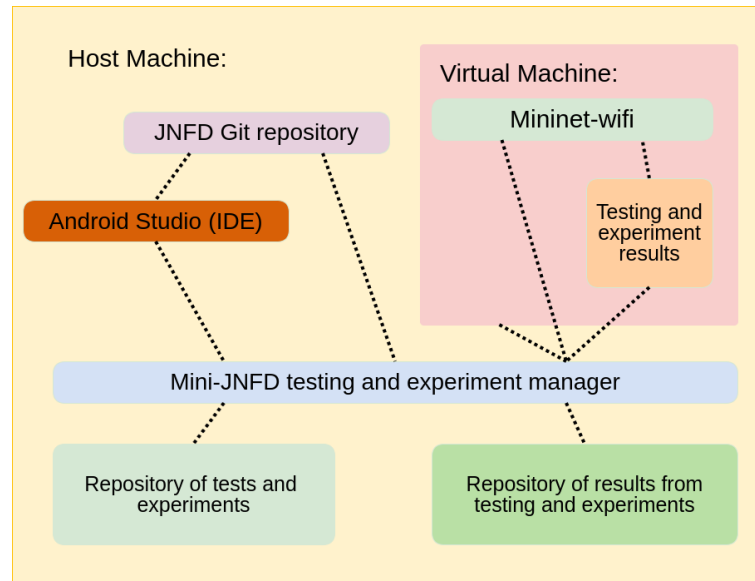 Host Machine:
Virtual Machine:
Mininet-wifi
JNFD Git repository
Android Studio (IDE)
Testing and
experiment
results
Mini-JNFD testing and experiment manager
Repository of tests and
experiments
Repository of results from
testing and experiments